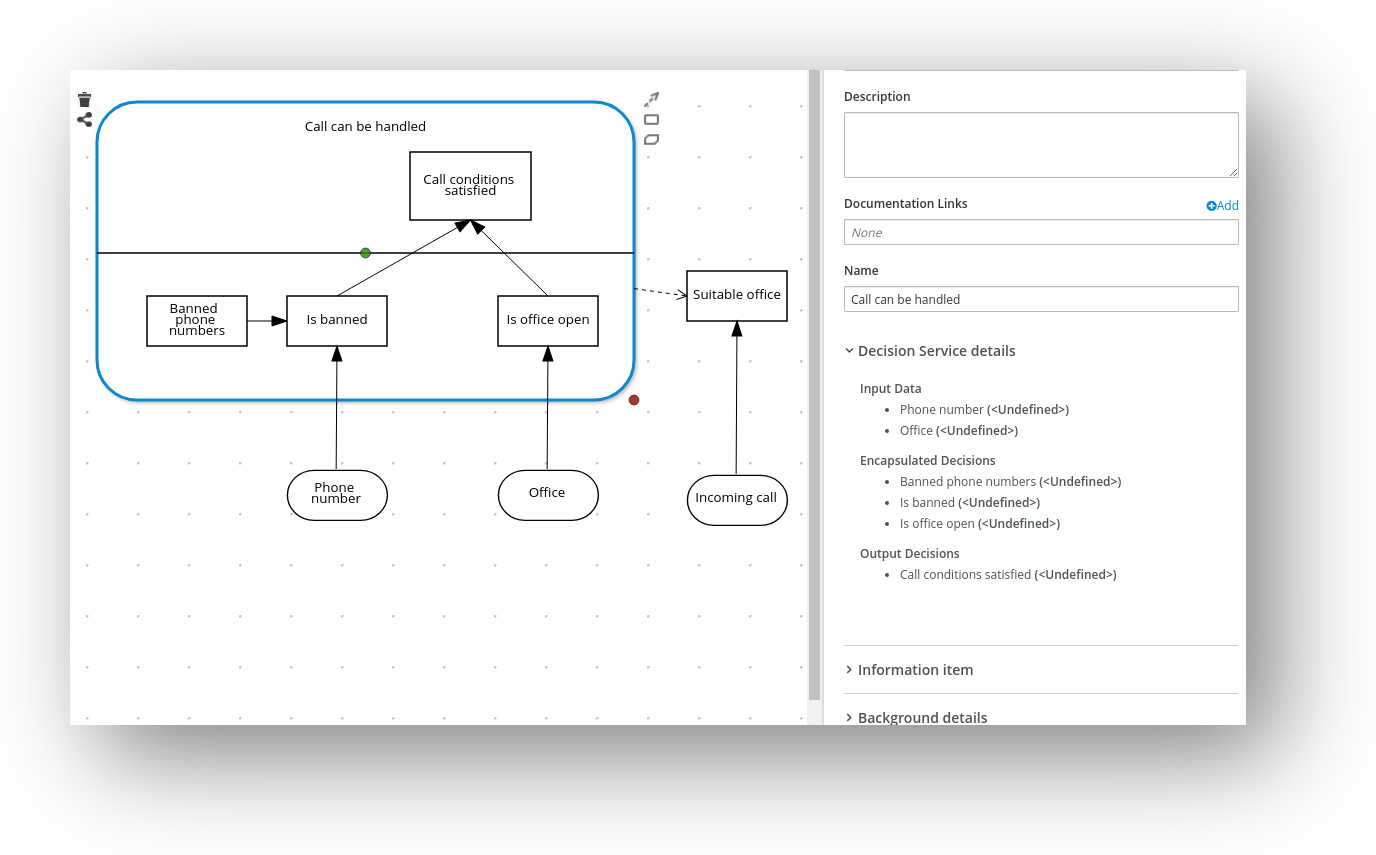 Call can be handled
Call conditions
satisfied
Banned
phone
numbers
Is banned
Is office open
Suitable office
Phone
number
Office
Incoming call
Description
Documentation Links
Add
None
Name
Call can be handled
Decision Service details
Input Data
Phone number (<Undefined>)
Office (<Undefined>)
Encapsulated Decisions
Banned phone numbers (<Undefined>)
Is banned (<Undefined>)
Is office open (<Undefined>)
Output Decisions
Call conditions satisfied (<Undefined>)
Information item
Background details